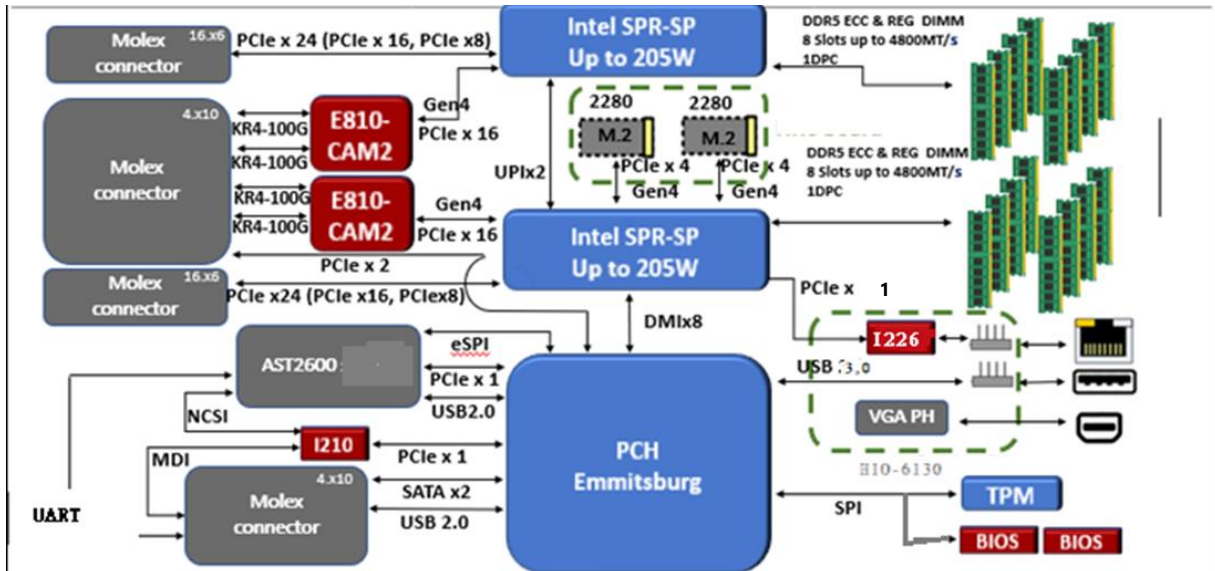 Molex
connector
16.x6
PCIe x 24 (PCIe x 16, PCIe x8)
Intel SPR-SP
Up to 205W
DDR5 ECC & REG DIMM
8 Slots up to 4800MT/s
1DPC
4.x10
Molex
connector
KR4-100G
KR4-100G
E810-
CAM2
Gen4
PCIe x 16
UPIx2
2280
2280
M.2
M.2
PCIe x 4
PCIe x 4
Gen4
Gen4
DDR5 ECC & REG DIMM
8 Slots up to 4800MT/s
1DPC
KR4-100G
KR4-100G
E810-
CAM2
Gen4
PCIe x 16
Intel SPR-SP
Up to 205W
PCIe x 2
Molex
connector
16.x6
PCIe x24 (PCIe x16, PCIex8)
PCIe x 1
DMIx8
I226
AST2600
eSPI
PCIe x 1
USB2.0
USB
VGA PH
HIO-6130
NCSI
I210
MDI
PCIe x 1
PCH
Emmitsburg
4.x10
Molex
connector
SATA x2
USB 2.0
UART
SPI
TPM
BIOS
BIOS